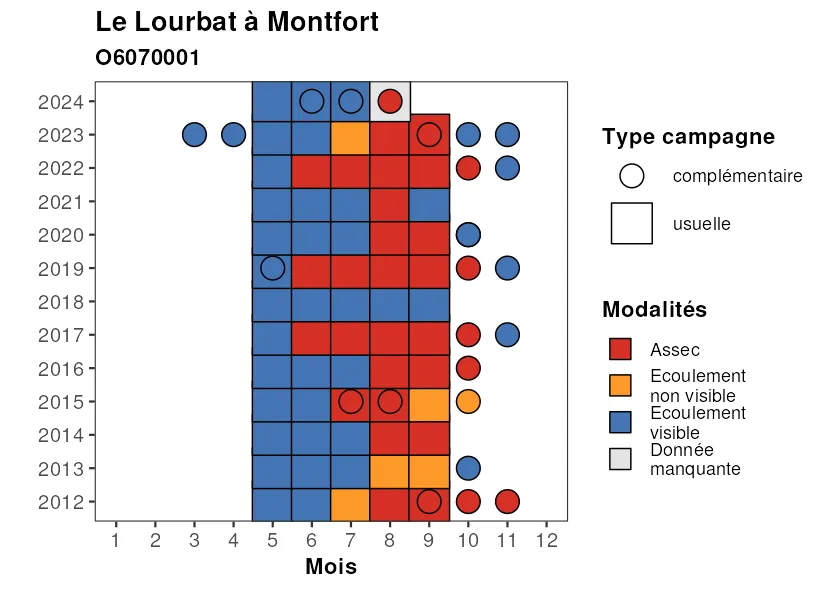 Le Lourbat à Montfort
O6070001
2024
2023
2022
2021
2020
2019
2018
2017
2016
2015
2014
2013
2012
1 2 3 4 5 6 7 8 9 10 11 12
Mois
Type campagne
complémentaire
usuelle
Modalités
Assec
Ecoulement
non visible
Ecoulement
visible
Donnée
manquante